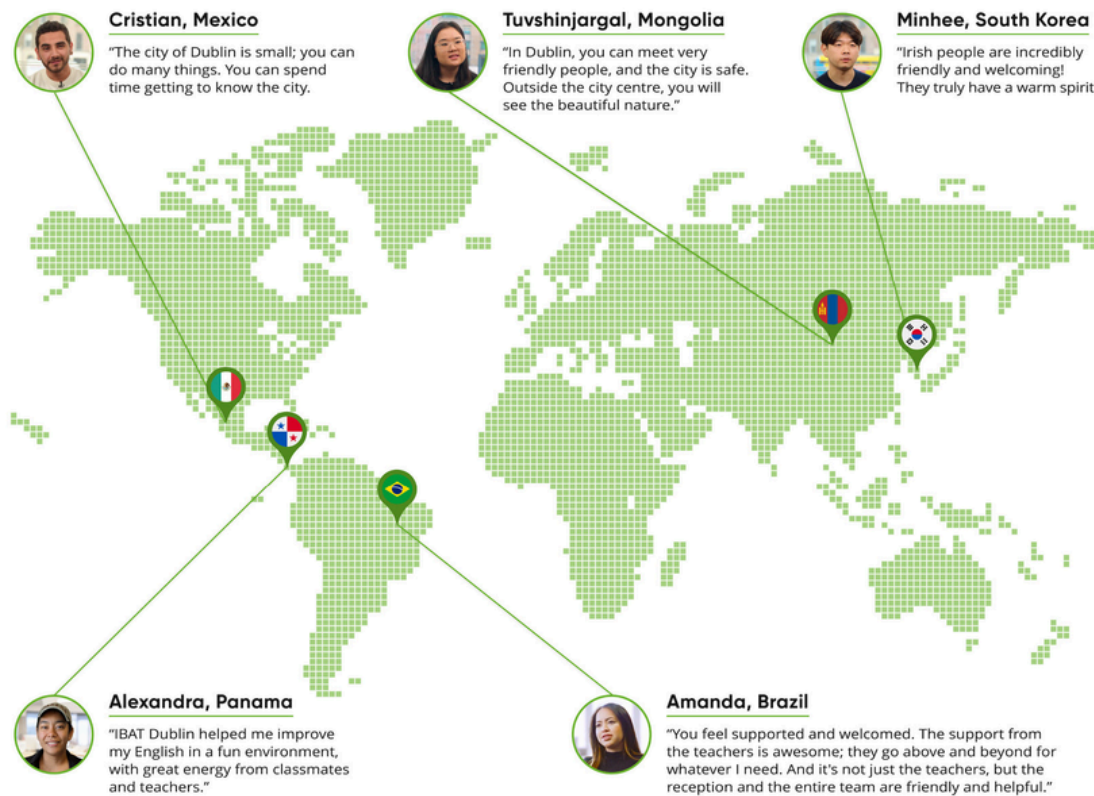 Cristian, Mexico
“The city of Dublin is small; you can
do many things. You can spend
time getting to know the city.
Tuvshinjargal, Mongolia
“In Dublin, you can meet very
friendly people, and the city is safe.
Outside the city centre, you will
see the beautiful nature.”
Minhee, South Korea
“Irish people are incredibly
friendly and welcoming!
They truly have a warm spirit
Alexandra, Panama
“IBAT Dublin helped me improve
my English in a fun environment,
with great energy from classmates
and teachers.”
Amanda, Brazil
“You feel supported and welcomed. The support from
the teachers is awesome; they go above and beyond for
whatever I need. And it's not just the teachers, but the
reception and the entire team are friendly and helpful.”